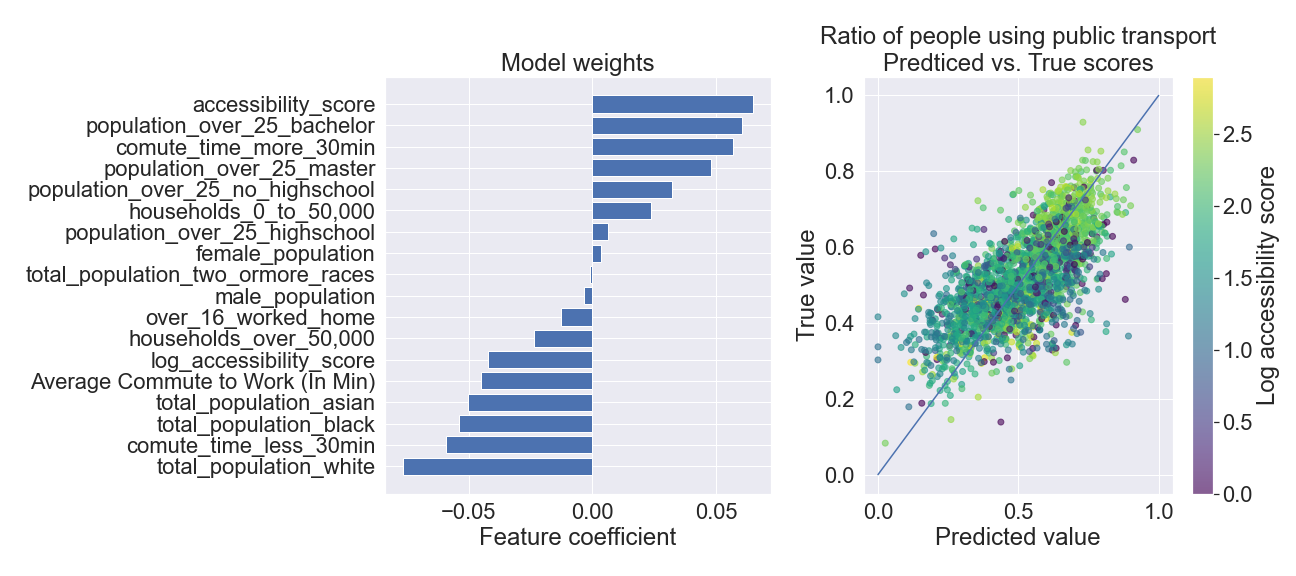 Model weights
accessibility_score
population_over_25_bachelor
comute_time_more_30min
population_over_25_master
population_over_25_no_highschool
households_0_to_50,000
population_over_25_highschool
female_population
total_population_two_ormore_races
male_population
over_16_worked_home
households_over_50,000
log_accessibility_score
Average Commute to Work (In Min)
total_population_asian
total_population_black
comute_time_less_30min
total_population_white
−0.05 0.00 0.05
Feature coefficient
Ratio of people using public transport
Predticed vs. True scores
True value
1.0
0.8
0.6
0.4
0.2
0.0
0.0 0.5 1.0
Predicted value
2.5
2.0
1.5
1.0
0.5
0.0
Log accessibility score